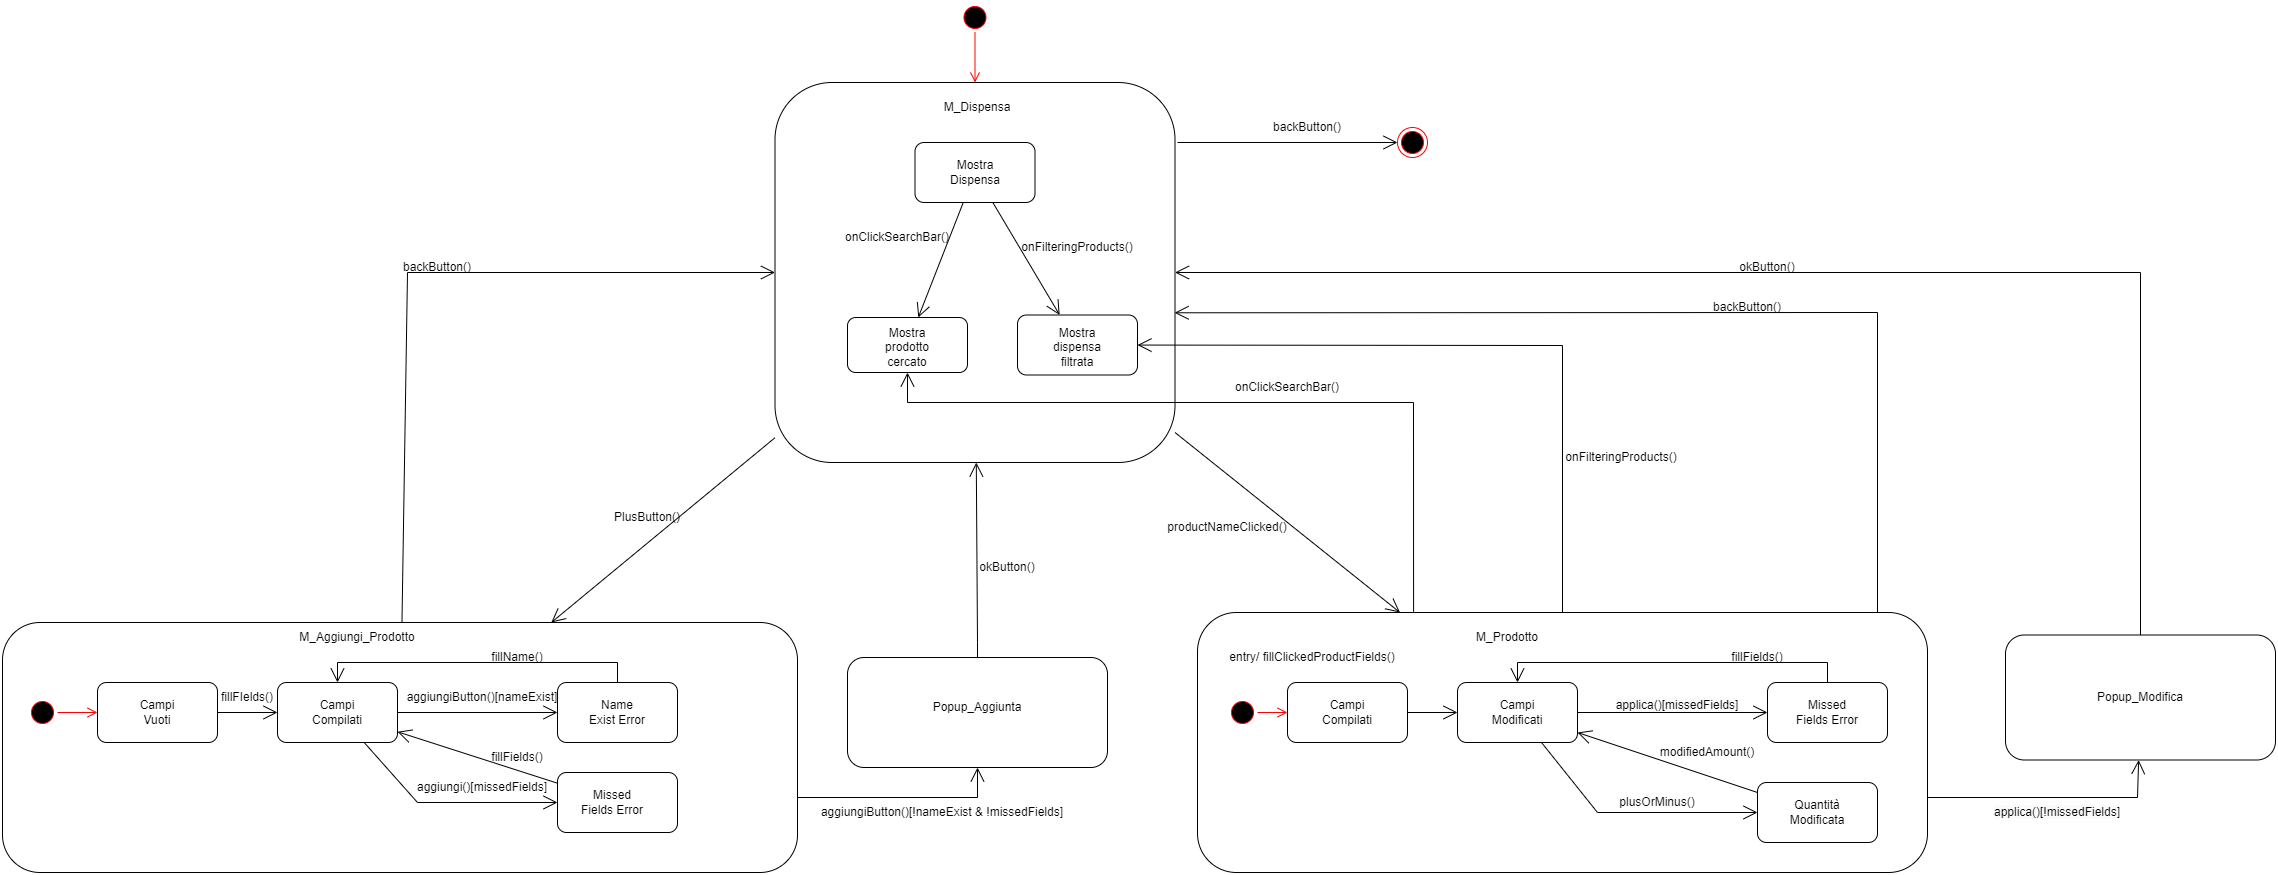 M_Dispensa
backButton()
Mostra
Dispensa
onClickSearchBar()
onFilteringProducts()
backButton()
okButton()
backButton()
Mostra
prodotto
cercato
Mostra
dispensa
filtrata
onClickSearchBar()
onFilteringProducts()
PlusButton()
productNameClicked()
okButton()
M_Aggiungi_Prodotto
fillName()
Campi
Vuoti
fillFIelds()
Campi
Compilati
aggiungiButton()[nameExist]
Name
Exist Error
fillFields()
aggiungi()[missedFields]
Missed
Fields Error
Popup_Aggiunta
aggiungiButton()[!nameExist & !missedFields]
M_Prodotto
entry/ fillClickedProductFields()
fillFields()
Campi
Compilati
Campi
Modificati
applica()[missedFields]
Missed
Fields Error
modifiedAmount()
plusOrMinus()
Quantità
Modificata
Popup_Modifica
applica()[!missedFields]